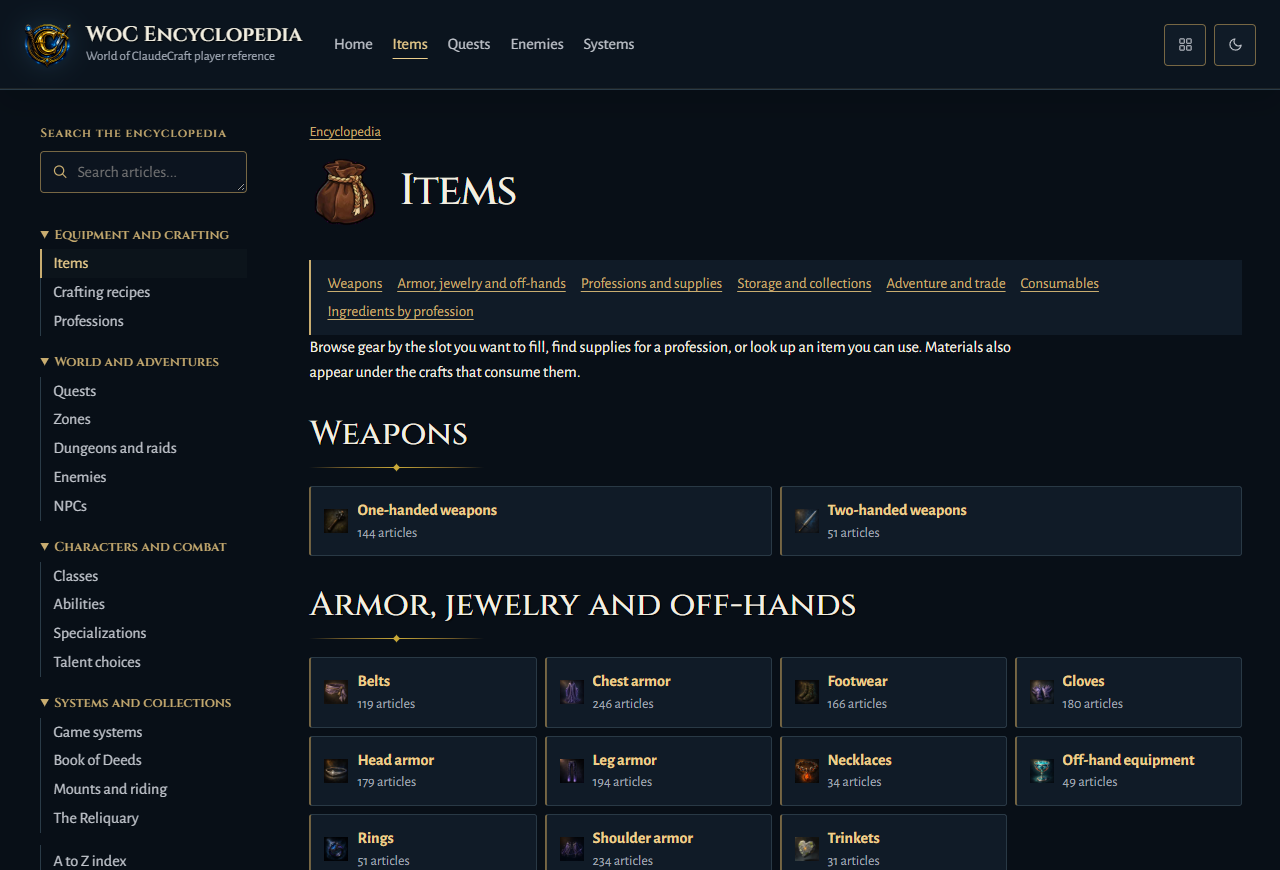 WoC Encyclopedia
World of ClaudeCraft player reference
Home
Items
Quests
Enemies
Systems
Search the encyclopedia
Search articles...
Equipment and crafting
Items
Crafting recipes
Professions
World and adventures
Quests
Zones
Dungeons and raids
Enemies
NPCs
Characters and combat
Classes
Abilities
Specializations
Talent choices
Systems and collections
Game systems
Book of Deeds
Mounts and riding
The Reliquary
A to Z index
Encyclopedia
Items
Weapons
Armor, jewelry and off-hands
Professions and supplies
Storage and collections
Adventure and trade
Consumables
Ingredients by profession
Browse gear by the slot you want to fill, find supplies for a profession, or look up an item you can use. Materials also
appear under the crafts that consume them.
Weapons
One-handed weapons
144 articles
Two-handed weapons
51 articles
Armor, jewelry and off-hands
Belts
119 articles
Chest armor
246 articles
Footwear
166 articles
Gloves
180 articles
Head armor
179 articles
Leg armor
194 articles
Necklaces
34 articles
Off-hand equipment
49 articles
Rings
51 articles
Shoulder armor
234 articles
Trinkets
31 articles